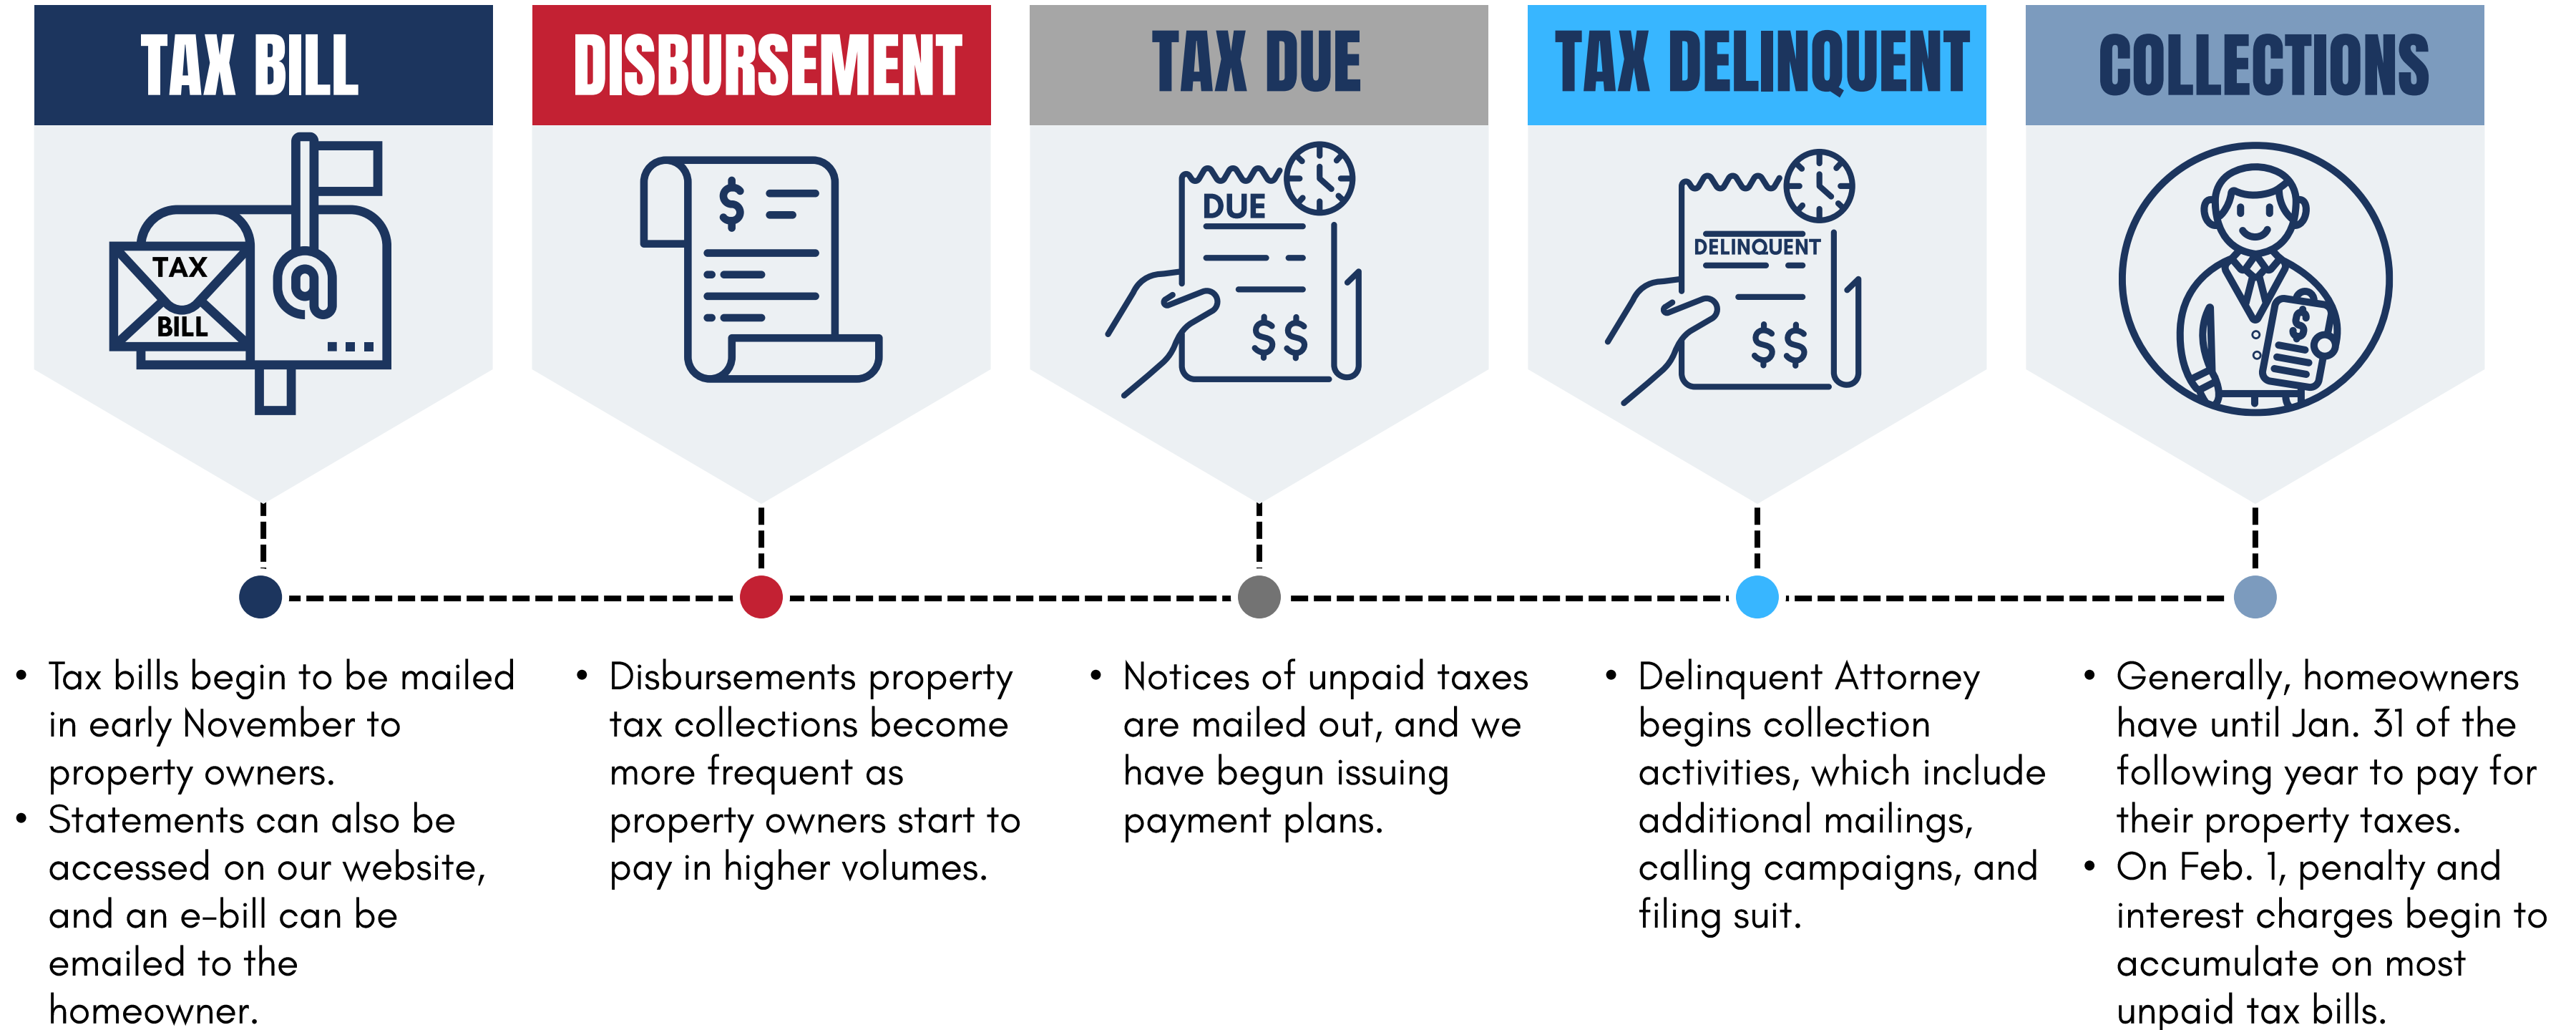 TAX BILL
TAX
BILL
• Tax bills begin to be mailed
in early November to
property owners.
• Statements can also be
accessed on our website,
and an e-bill can be
emailed to the
homeowner.
DISBURSEMENT
$
• Disbursements property
tax collections become
more frequent as
property owners start to
pay in higher volumes.
TAX DUE
DUE
$$
• Notices of unpaid taxes
are mailed out, and we
have begun issuing
payment plans.
TAX DELINQUENT
DELINQUENT
$$
• Delinquent Attorney
begins collection
activities, which include
additional mailings,
calling campaigns, and
filing suit.
COLLECTIONS
$
• Generally, homeowners
have until Jan. 31 of the
following year to pay for
their property taxes.
• On Feb. 1, penalty and
interest charges begin to
accumulate on most
unpaid tax bills.